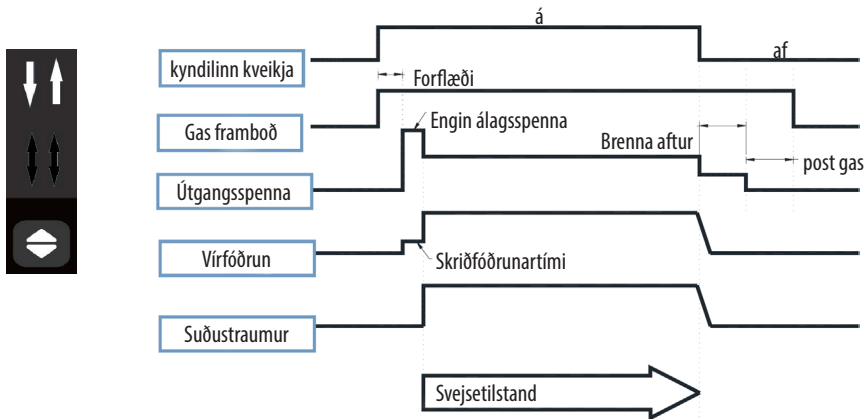 á
kyndilinn kveikja
af
Forflæði
Gas framboð
Engin álagsspenna
Brenna aftur
post gas
Útgangsspenna
Vírfóðrun
Skriðfóðrunartími
Suðustraumur
Svejsetilstand